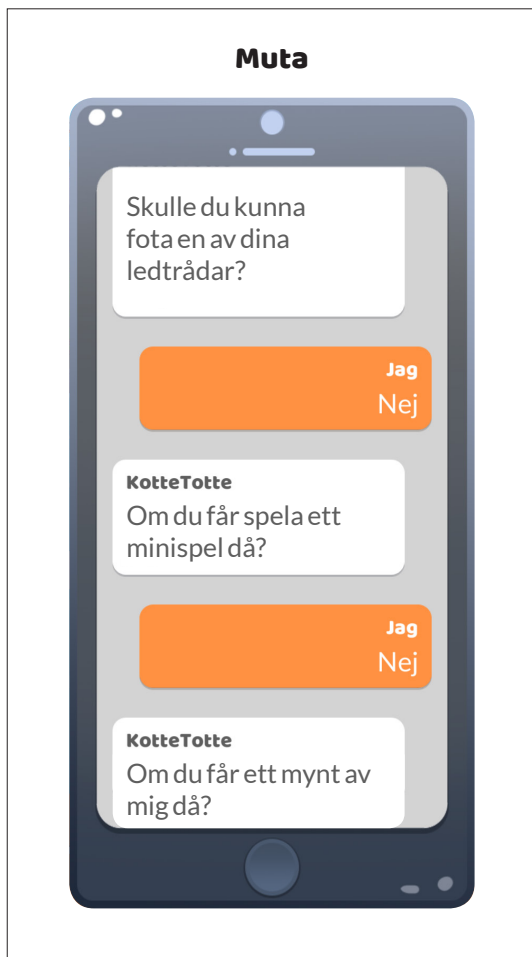 Muta
Skulle du kunna
fota en av dina
ledtrådar?
Jag
Nej
KotteTotte
Om du får spela ett
minispel då?
Jag
Nej
KotteTotte
Om du får ett mynt av
mig då?